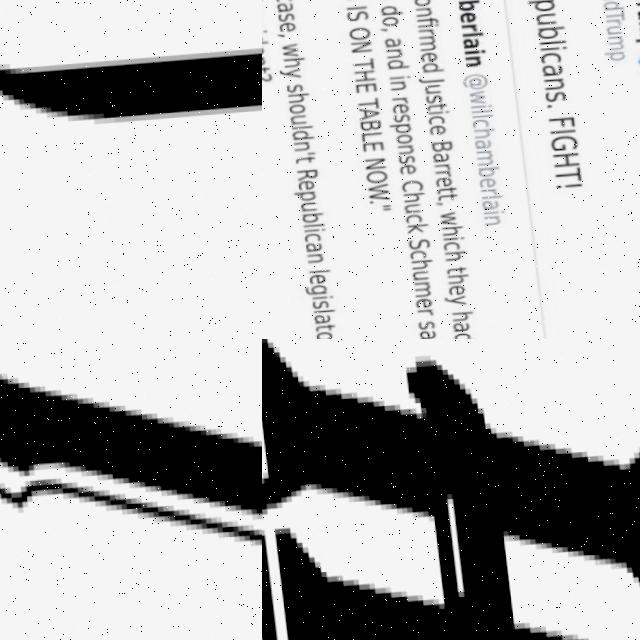 dTrump
publicans. FIGHT!
berlain @willchamberlain
onfirmed Justice Barrett, which they had
do, and in response Chuck Schumer sa
IS ON THE TABLE NOW."
ase, why shouldn't Republican legislato